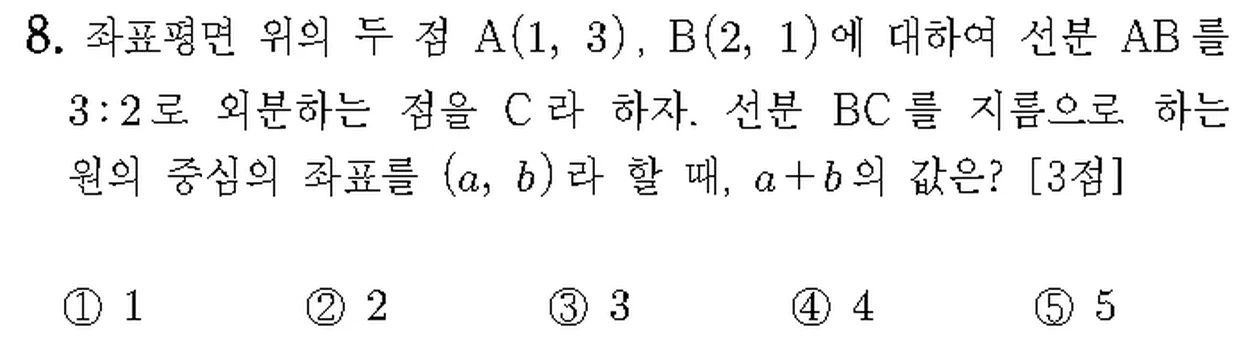 8. 좌표평면 위의 두 점 A(1, 3), B(2, 1)에 대하여 선분 AB를
3:2로 외분하는 점을 C라 하자. 선분 BC를 지름으로 하는
원의 중심의 좌표를 (a, b)라 할 때, a+b의 값은? [3점]
① 1 ② 2 ③ 3 ④ 4 ⑤ 5